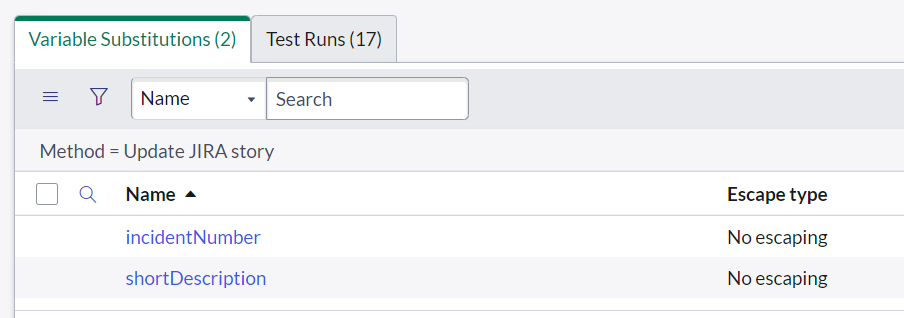 Variable Substitutions (2) Test Runs (17)
Name Search
Method = Update JIRA story
Name Escape type
incidentNumber No escaping
shortDescription No escaping